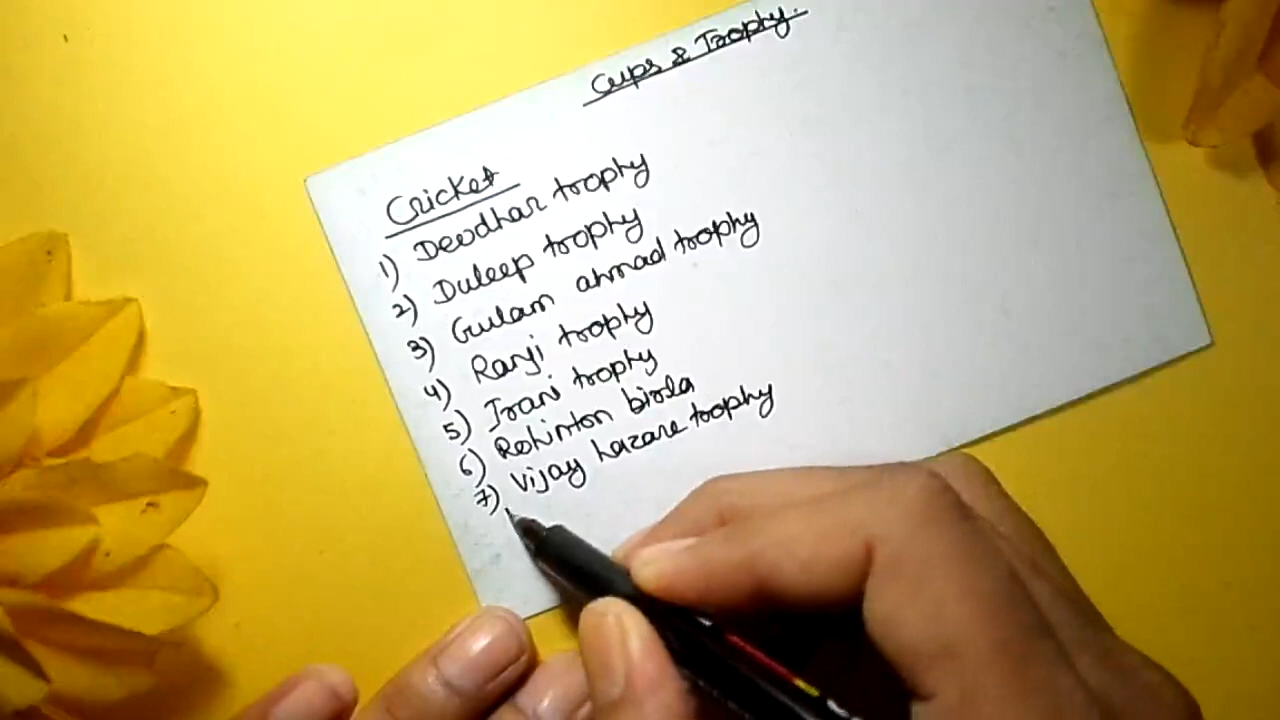 Cups & Trophy.
Cricket
1) Deodhar trophy
2) Duleep trophy
3) Gulam ahmad trophy
4) Ranji trophy
5) Irani trophy
6) Rohinton birla
7) Vijay hazare trophy